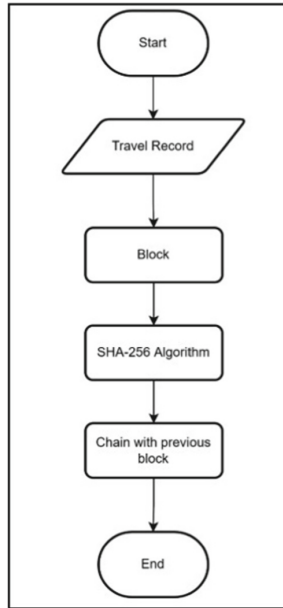 Start
Travel Record
Block
SHA-256 Algorithm
Chain with previous
block
End